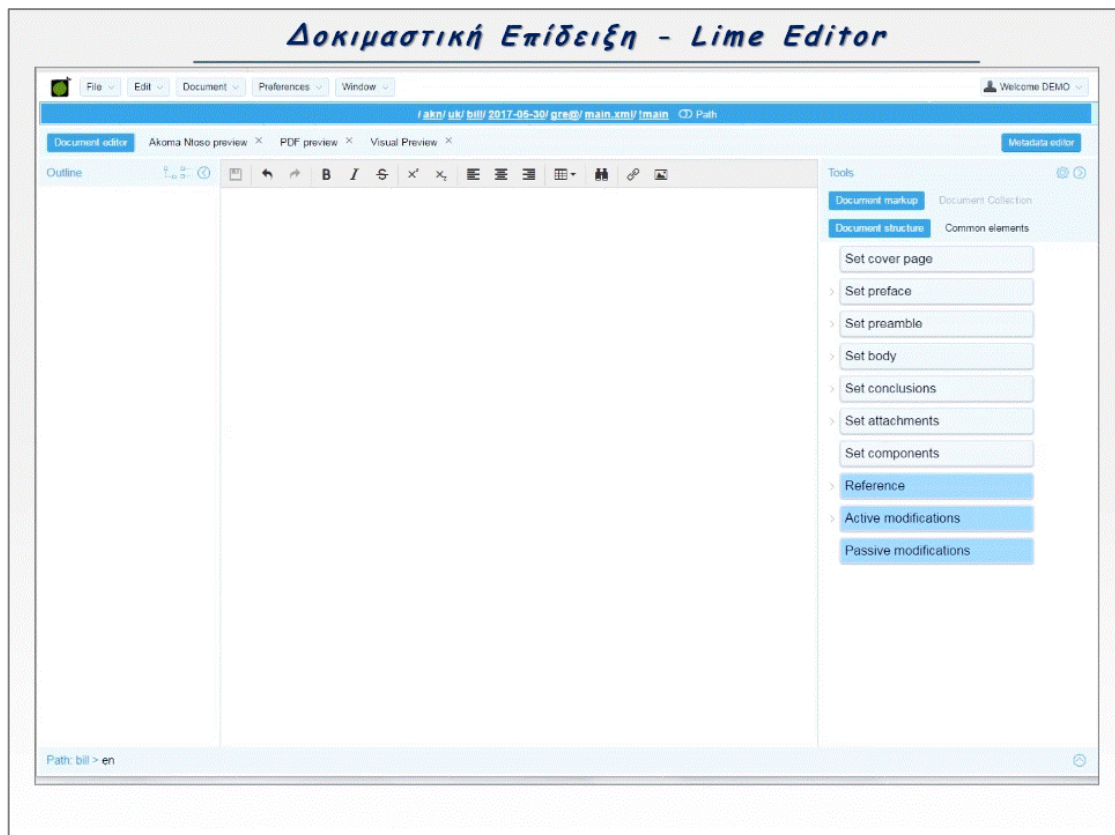 Δοκιμαστική Επίδειξη - Lime Editor
File Edit Document Preferences Window Welcome DEMO
/ akn/ uk/ bill/ 2017-05-30/ gre@/ main.xml/ !main Path
Document editor Akoma Ntoso preview PDF preview Visual Preview Metadata editor
Outline Tools
Document markup Document Collection
Document structure Common elements
Set cover page
Set preface
Set preamble
Set body
Set conclusions
Set attachments
Set components
Reference
Active modifications
Passive modifications
Path: bill > en